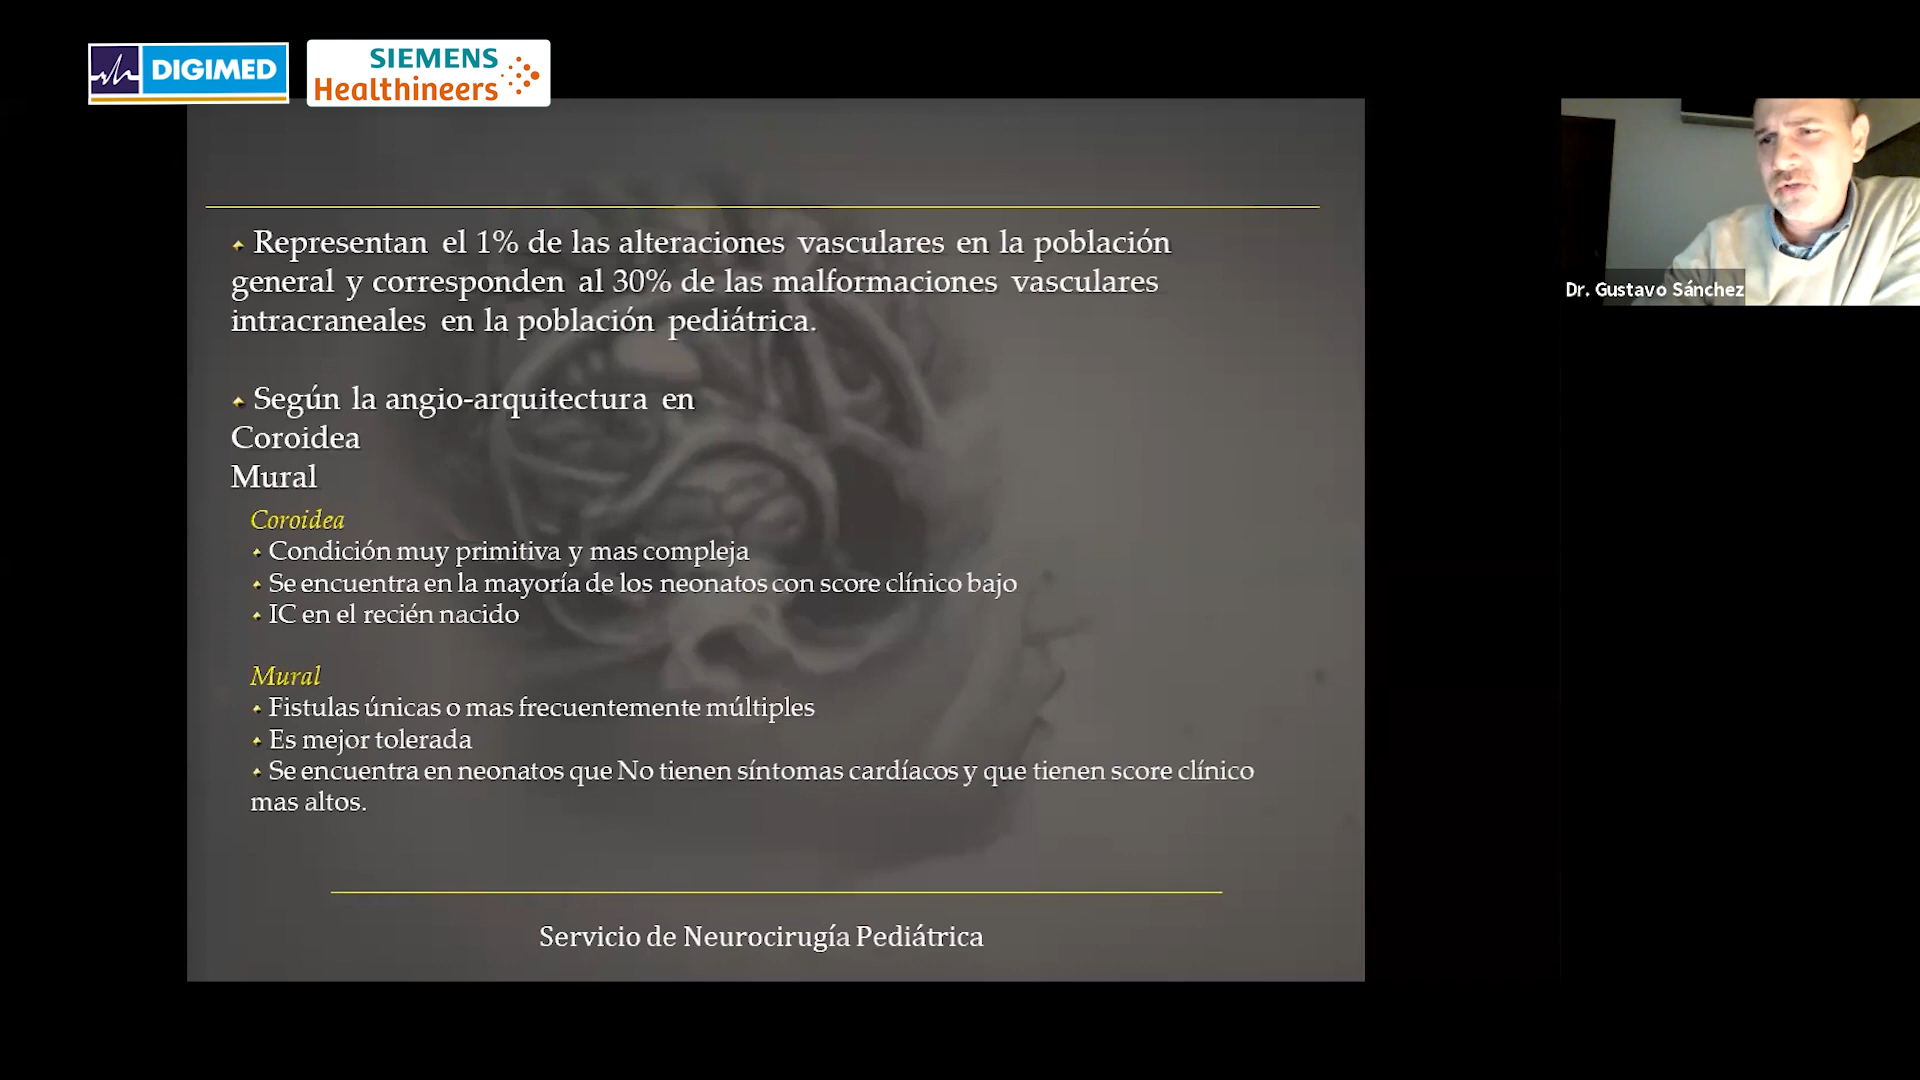 DIGIMED
SIEMENS
Healthineers
Representan el 1% de las alteraciones vasculares en la población
general y corresponden al 30% de las malformaciones vasculares
intracraneales en la población pediátrica.
Según la angio-arquitectura en
Coroidea
Mural
Coroidea
Condición muy primitiva y mas compleja
Se encuentra en la mayoría de los neonatos con score clínico bajo
IC en el recién nacido
Mural
Fistulas únicas o mas frecuentemente múltiples
Es mejor tolerada
Se encuentra en neonatos que No tienen síntomas cardíacos y que tienen score clínico
mas altos.
Servicio de Neurocirugía Pediátrica
Dr. Gustavo Sánchez